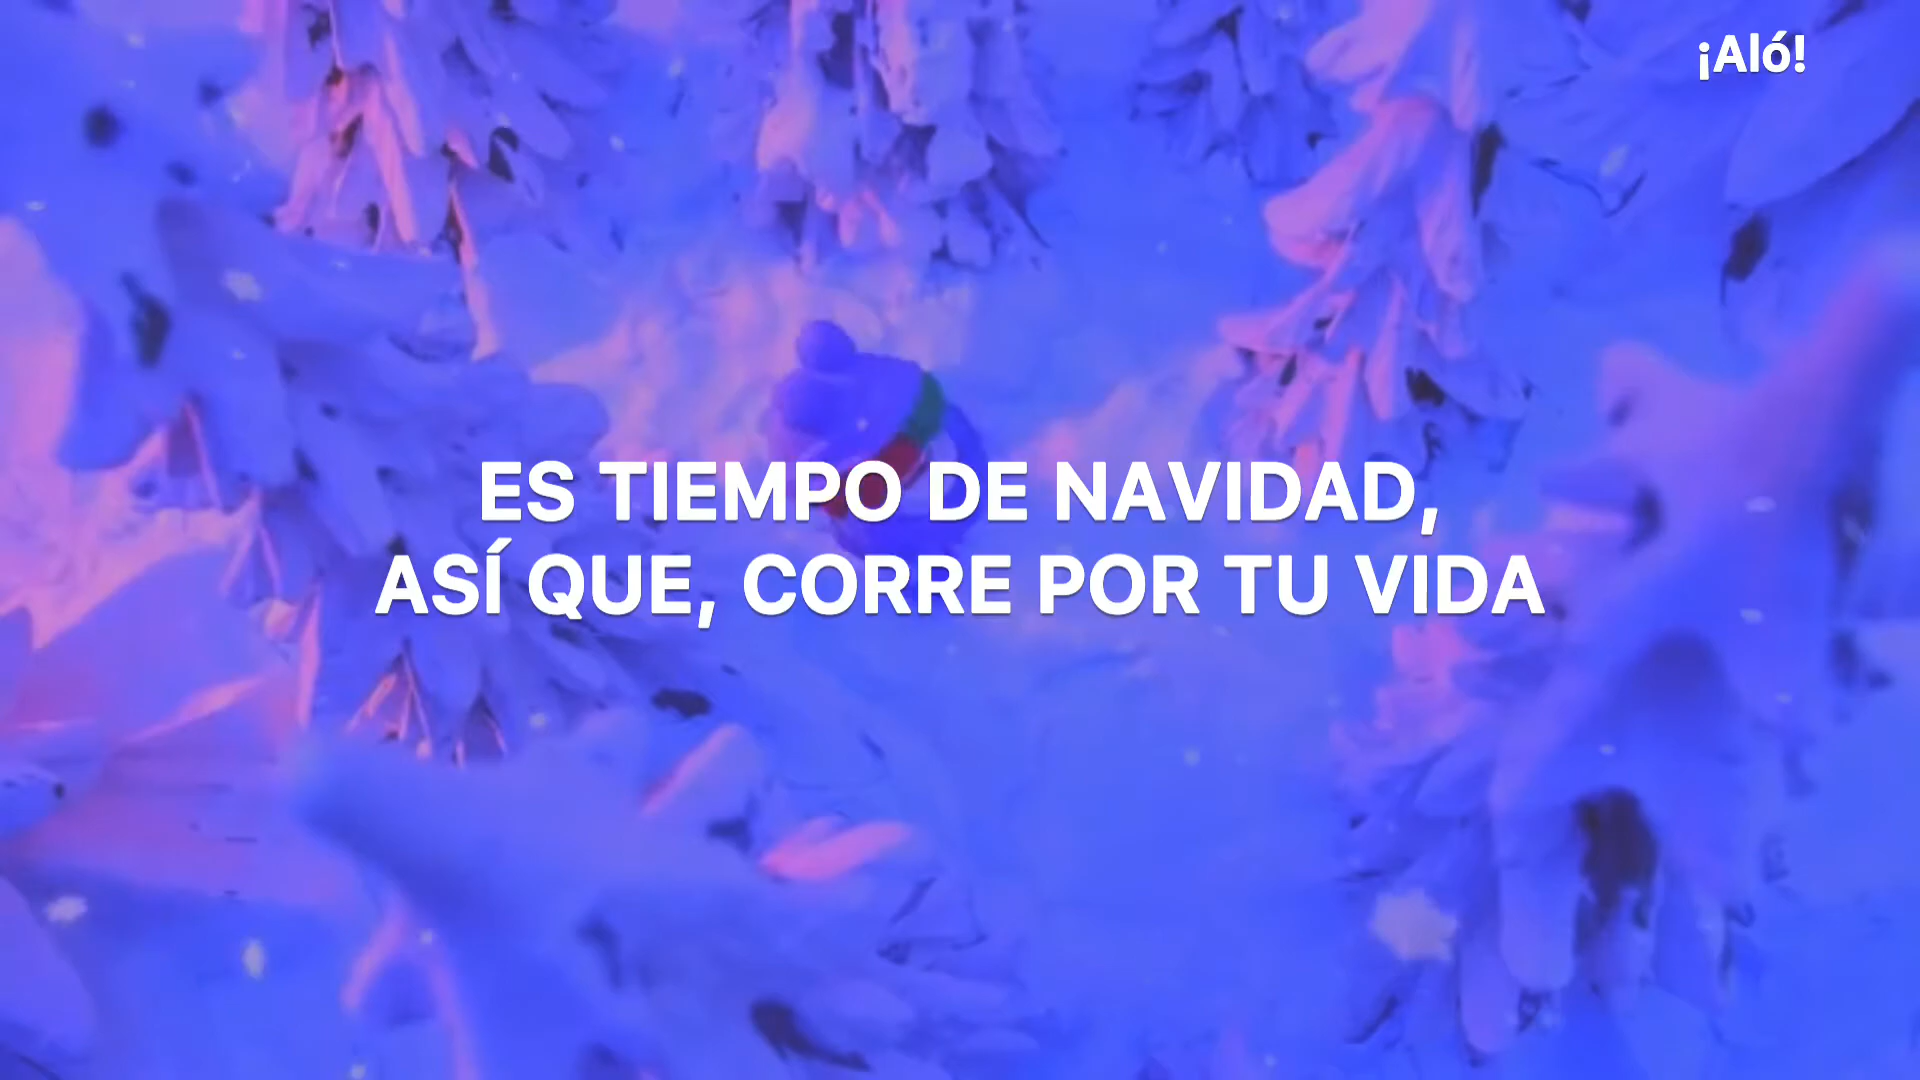 ¡Aló!
ES TIEMPO DE NAVIDAD,
ASÍ QUE, CORRE POR TU VIDA